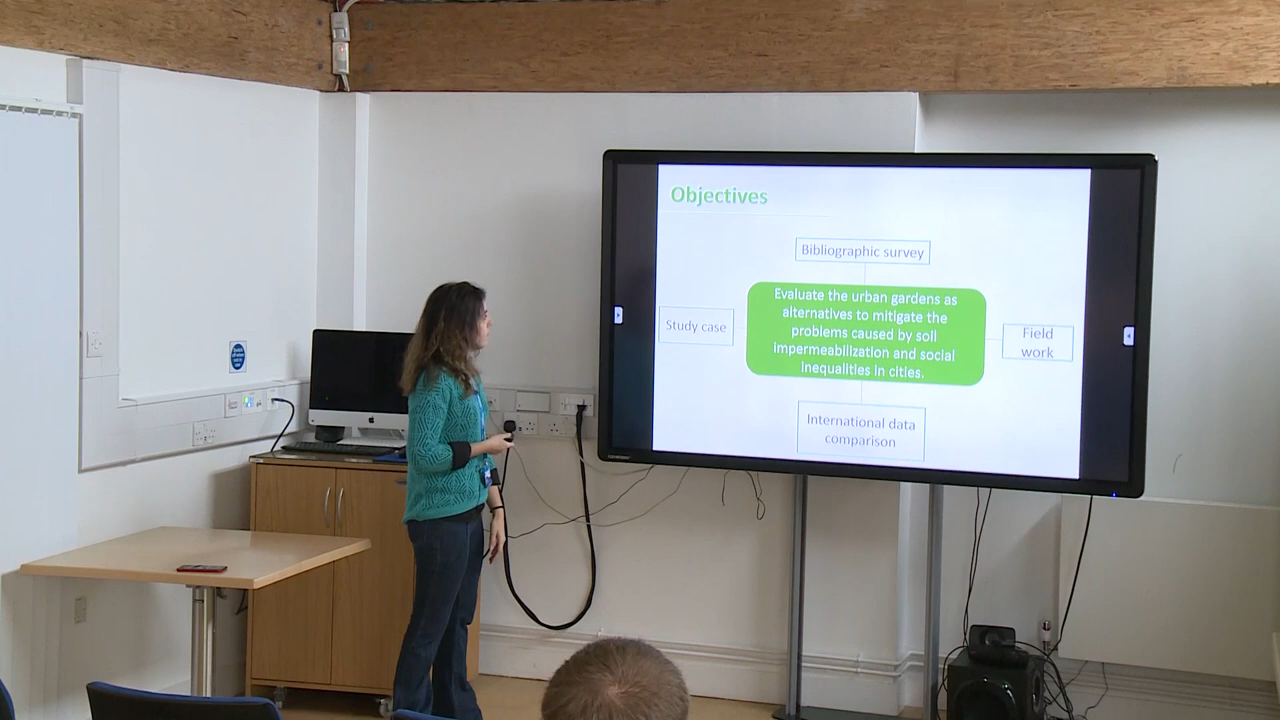 Objectives
Bibliographic survey
Evaluate the urban gardens as
alternatives to mitigate the
problems caused by soil
impermeabilization and social
inequalities in cities.
Study case
Field
work
International data
comparison